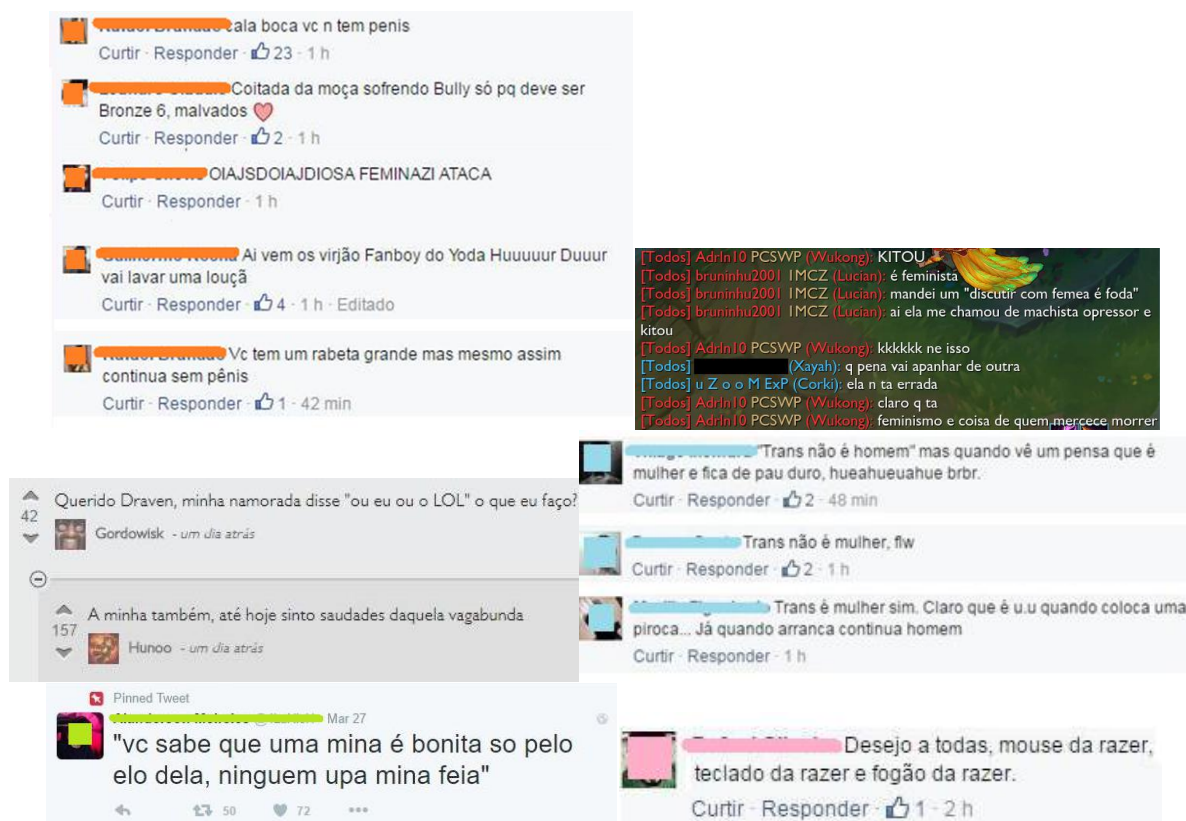 cala boca vc n tem penis
Curtir · Responder · 23 · 1 h
Coitada da moça sofrendo Bully só pq deve ser
Bronze 6, malvados
Curtir · Responder · 2 · 1 h
OIAJSDOIAJDIOSA FEMINAZI ATACA
Curtir · Responder · 1 h
Ai vem os virjão Fanboy do Yoda Huuuuur Duuur
vai lavar uma louçã
Curtir · Responder · 4 · 1 h · Editado
Vc tem um rabeta grande mas mesmo assim
continua sem pênis
Curtir · Responder · 1 · 42 min
[Todos] Adrln10 PCSWP (Wukong): KITOU
[Todos] bruninhu2001 1MCZ (Lucian): é feminista
[Todos] bruninhu2001 1MCZ (Lucian): mandei um "discutir com femea é foda"
[Todos] bruninhu2001 1MCZ (Lucian): ai ela me chamou de machista opressor e
kitou
[Todos] Adrln10 PCSWP (Wukong): kkkkkk ne isso
[Todos] (Xayah): q pena vai apanhar de outra
[Todos] u Z o o M ExP (Corki): ela n ta errada
[Todos] Adrln10 PCSWP (Wukong): claro q ta
[Todos] Adrln10 PCSWP (Wukong): feminismo e coisa de quem mercece morrer
"Trans não é homem" mas quando vê um pensa que é
mulher e fica de pau duro, hueahueuahue brbr.
Curtir · Responder · 2 · 48 min
Trans não é mulher, flw
Curtir · Responder · 2 · 1 h
Trans é mulher sim. Claro que é u.u quando coloca uma
piroca... Já quando arranca continua homem
Curtir · Responder · 1 h
42
Querido Draven, minha namorada disse "ou eu ou o LOL" o que eu faço?
Gordowisk - um dia atrás
157
A minha também, até hoje sinto saudades daquela vagabunda
Hunoo - um dia atrás
Pinned Tweet
Mar 27
"vc sabe que uma mina é bonita so pelo
elo dela, ninguem upa mina feia"
50 72
Desejo a todas, mouse da razer,
teclado da razer e fogão da razer.
Curtir · Responder · 1 · 2 h